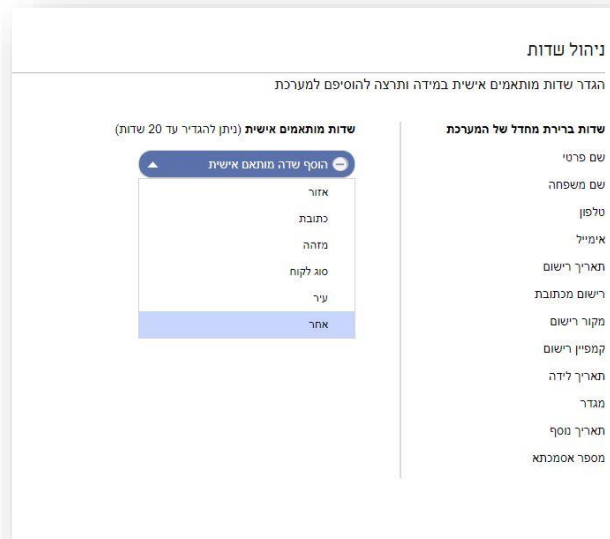 ניהול שדות
הגדר שדות מותאמים אישית במידה ותרצה להוסיפם למערכת
שדות ברירת מחדל של המערכת
שם פרטי
שם משפחה
טלפון
אימייל
תאריך רישום
רישום מכתובת
מקור רישום
קמפיין רישום
תאריך לידה
מגדר
תאריך נוסף
מספר אסמכתא
שדות מותאמים אישית (ניתן להגדיר עד 20 שדות)
הוסף שדה מותאם אישית
אזור
כתובת
מזהה
סוג לקוח
עיר
אחר